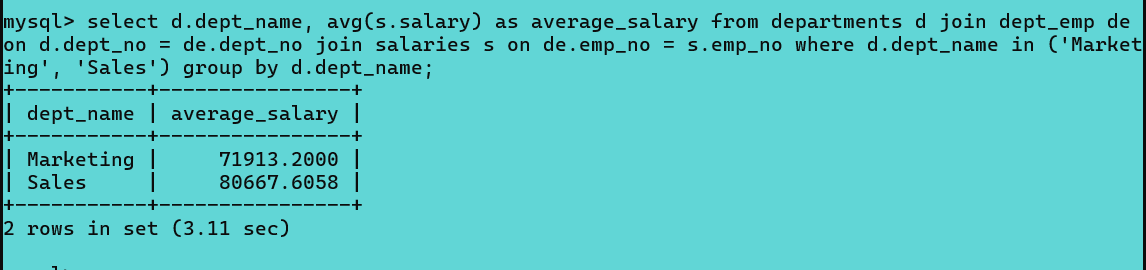 mysql> select d.dept_name, avg(s.salary) as average_salary from departments d join dept_emp de
on d.dept_no = de.dept_no join salaries s on de.emp_no = s.emp_no where d.dept_name in ('Market
ing', 'Sales') group by d.dept_name;
+-----------+----------------+
| dept_name | average_salary |
+-----------+----------------+
| Marketing |     71913.2000 |
| Sales     |     80667.6058 |
+-----------+----------------+
2 rows in set (3.11 sec)